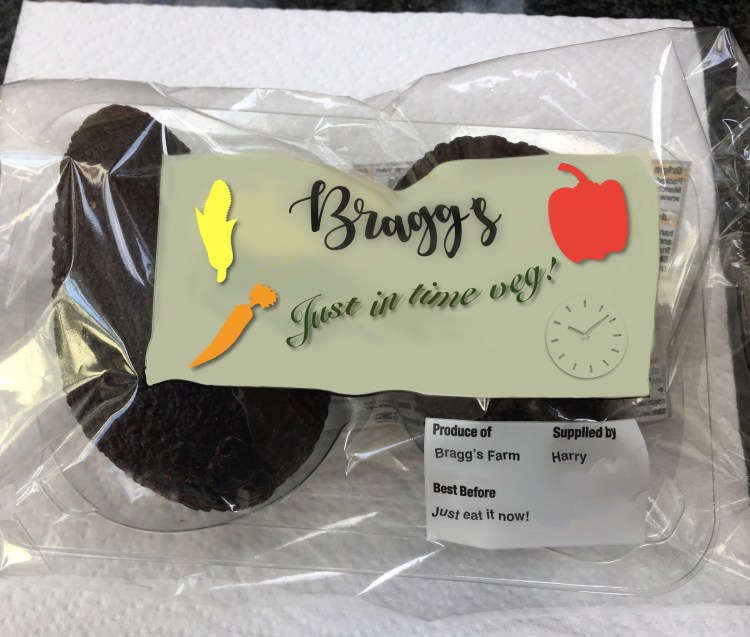 Bragg's
Just in time veg!
Produce of Supplied by
Bragg's Farm Harry
Best Before
Just eat it now!